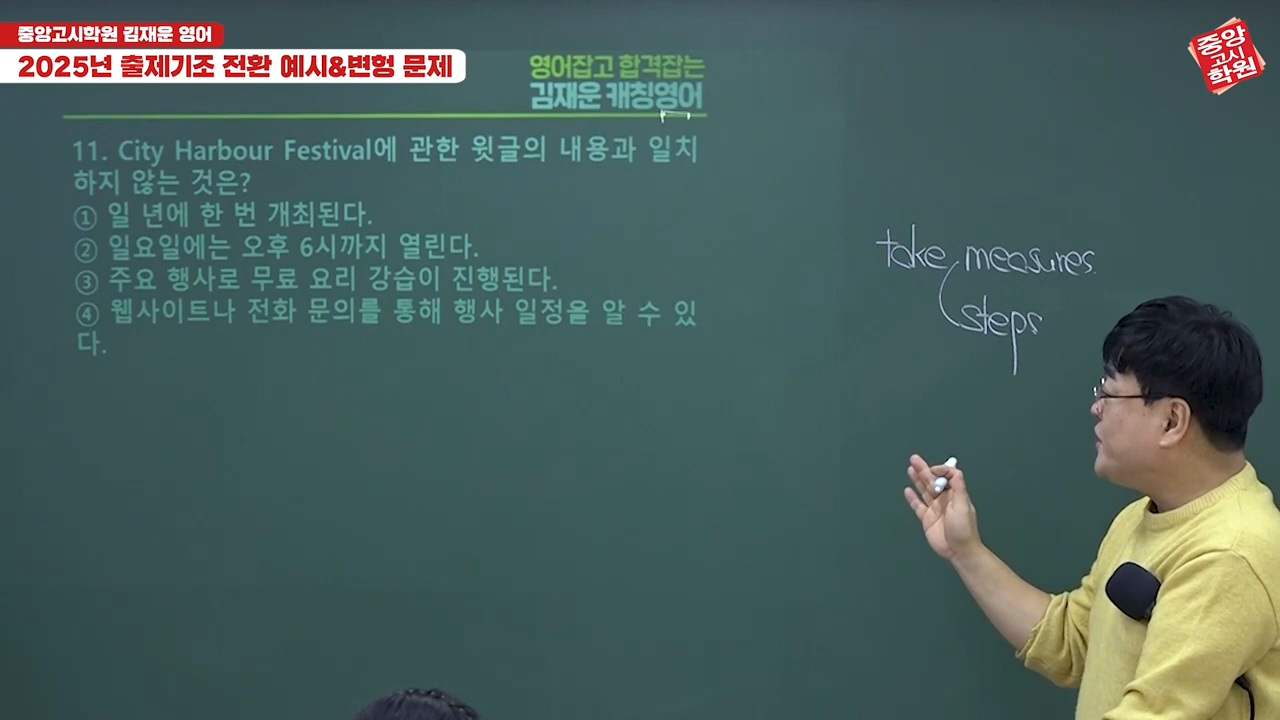 중앙고시학원 김재운 영어
2025년 출제기조 전환 예시&변형 문제
중앙
고시
학원
영어잡고 합격잡는
김재운 캐칭영어
11. City Harbour Festival에 관한 윗글의 내용과 일치
하지 않는 것은?
① 일 년에 한 번 개최된다.
② 일요일에는 오후 6시까지 열린다.
③ 주요 행사로 무료 요리 강습이 진행된다.
④ 웹사이트나 전화 문의를 통해 행사 일정을 알 수 있
다.
take measures
steps